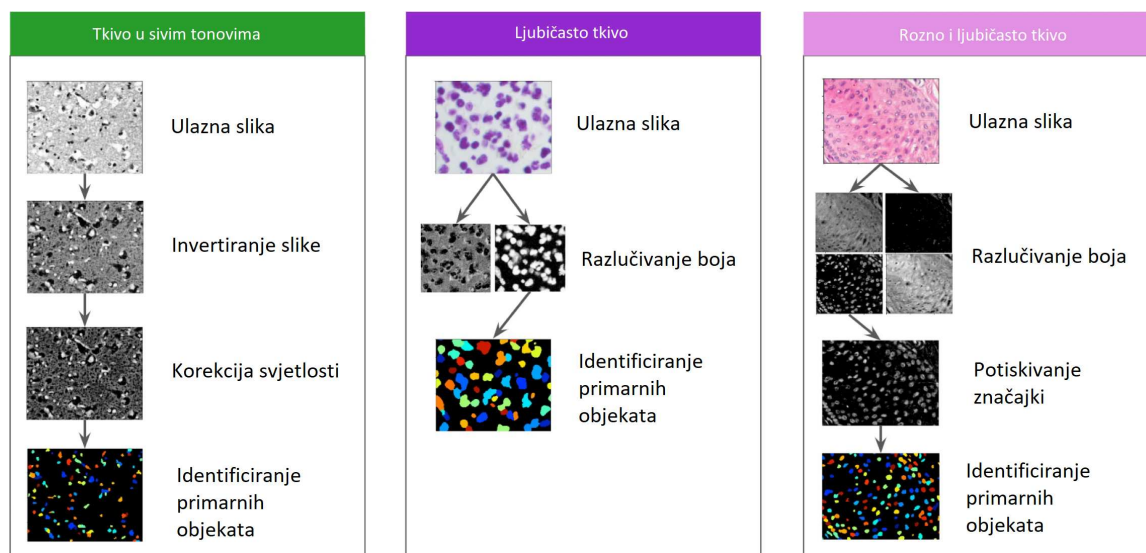 Tkivo u sivim tonovima
Ulazna slika
Invertiranje slike
Korekcija svjetlosti
Identificiranje
primarnih
objekata
Ljubičasto tkivo
Ulazna slika
Razlučivanje boja
Identificiranje
primarnih
objekata
Rozno i ljubičasto tkivo
Ulazna slika
Razlučivanje boja
Potiskivanje
značajki
Identificiranje
primarnih
objekata